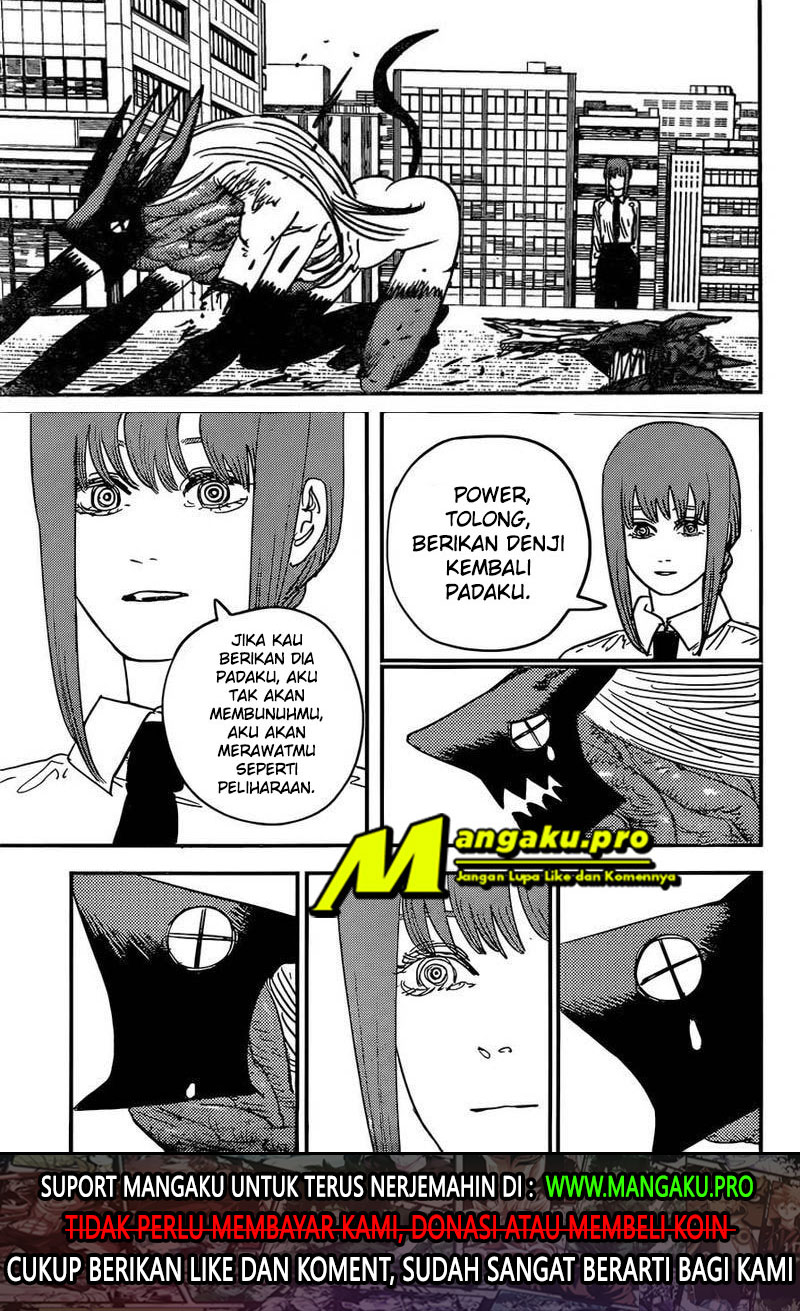 POWER,
TOLONG,
BERIKAN DENJI
KEMBALI
PADAKU.
JIKA KAU
BERIKAN DIA
PADAKU, AKU
TAK AKAN
MEMBUNUHMU,
AKU AKAN
MERAWATMU
SEPERTI
PELIHARAAN.
Mangaku.pro
Jangan Lupa Like dan Komennya
SUPORT MANGAKU UNTUK TERUS NERJEMAHIN DI : WWW.MANGAKU.PRO
TIDAK PERLU MEMBAYAR KAMI, DONASI ATAU MEMBELI KOIN
CUKUP BERIKAN LIKE DAN KOMENT, SUDAH SANGAT BERARTI BAGI KAMI